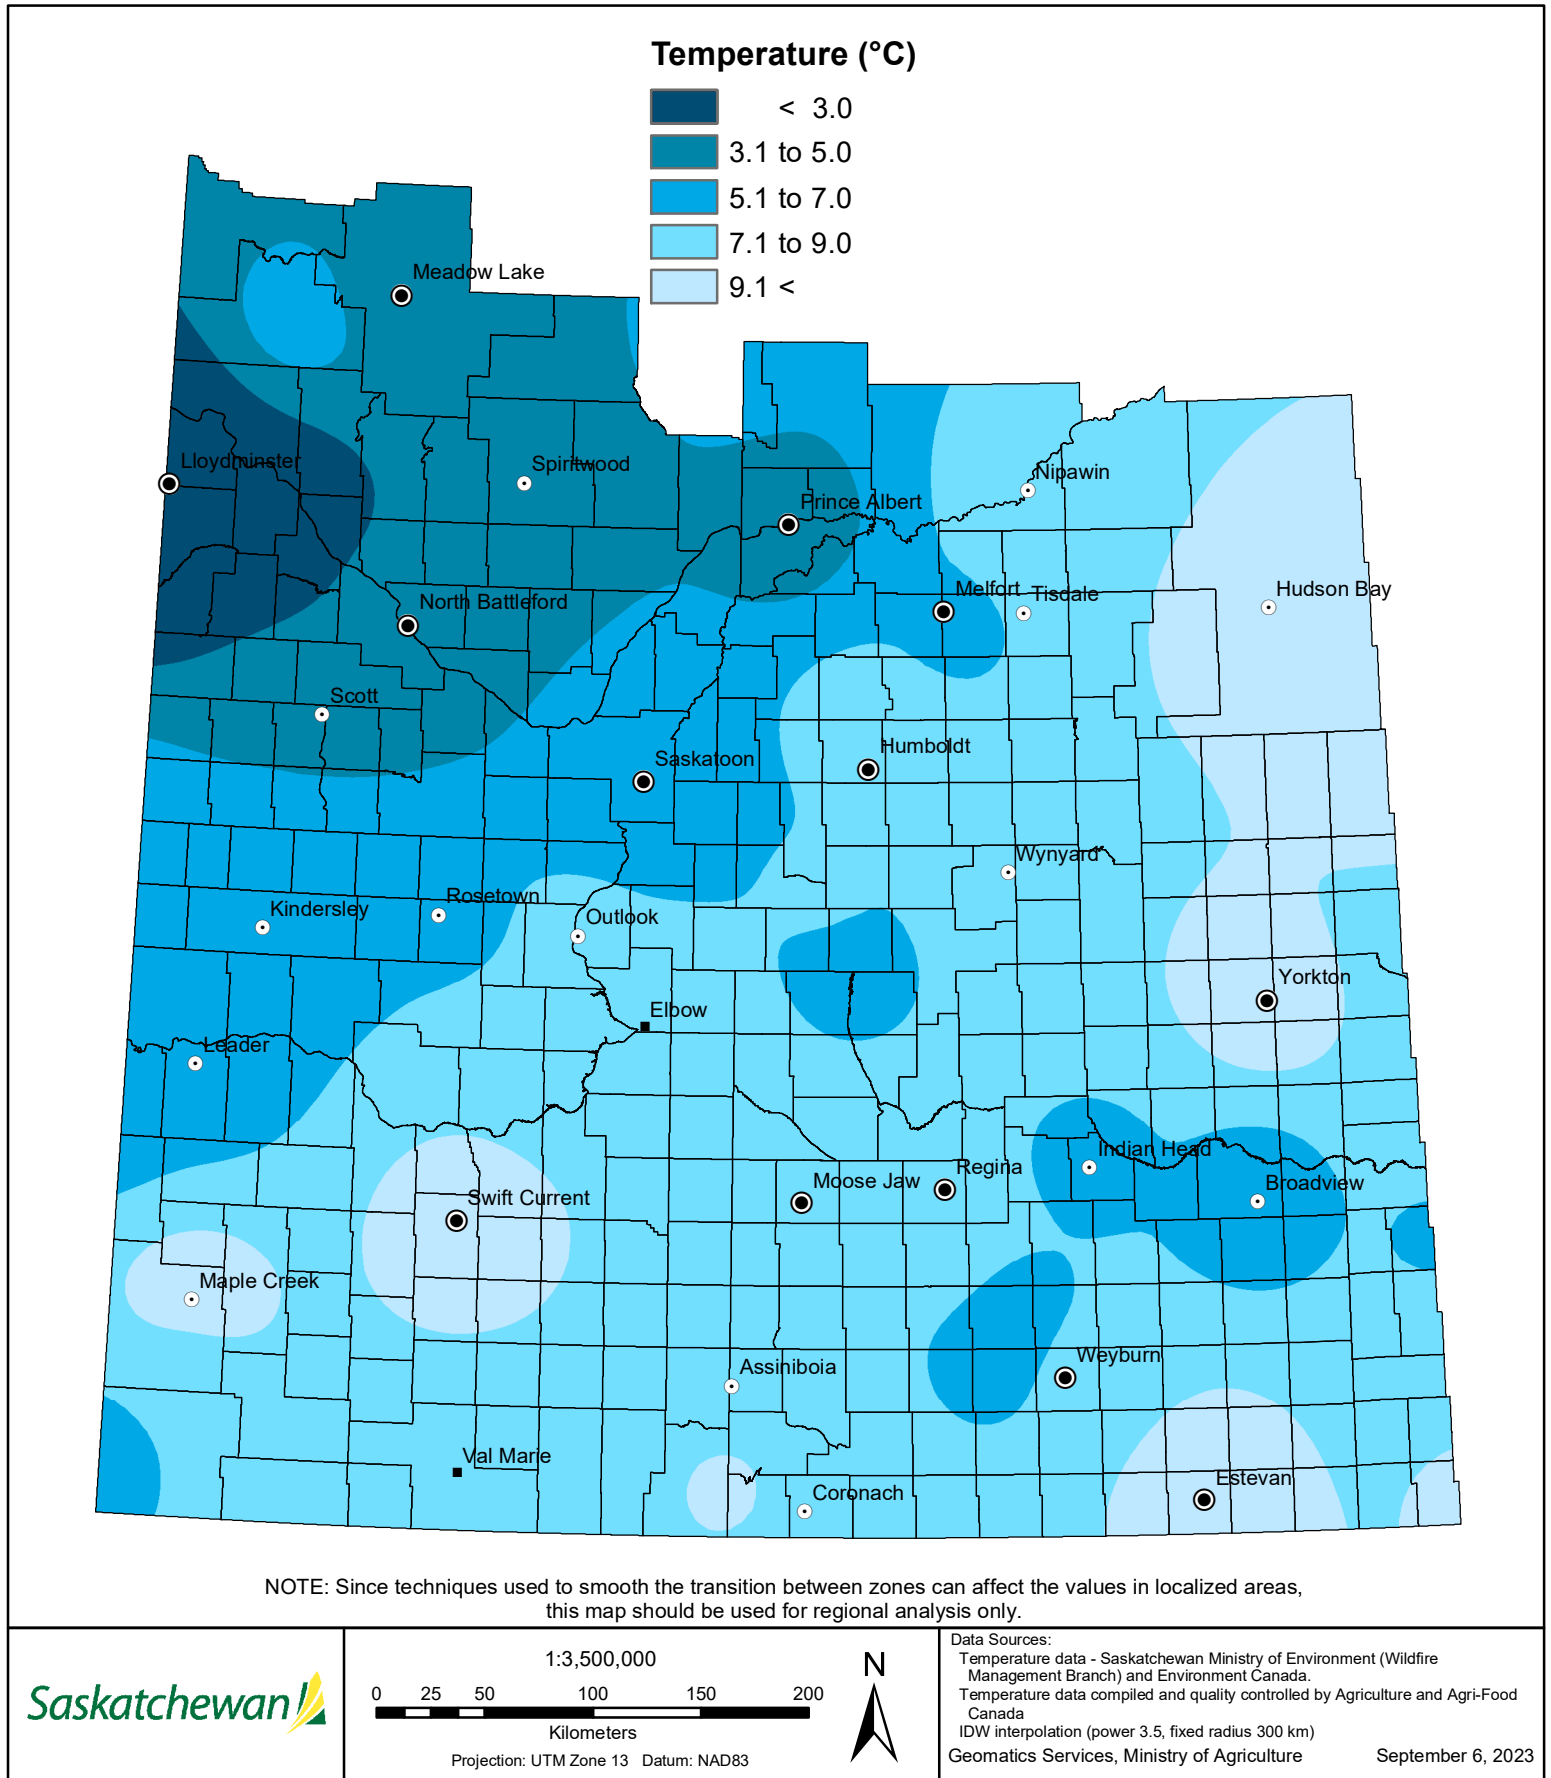 Temperature (°C)
< 3.0
3.1 to 5.0
5.1 to 7.0
7.1 to 9.0
9.1 <
Meadow Lake
Lloydminster
Spiritwood
Nipawin
Prince Albert
Hudson Bay
Melfort
Tisdale
North Battleford
Scott
Humboldt
Saskatoon
Wynyard
Rosetown
Kindersley
Outlook
Yorkton
Elbow
Leader
Indian Head
Regina
Moose Jaw
Broadview
Swift Current
Maple Creek
Weyburn
Assiniboia
Val Marie
Estevan
Coronach
NOTE: Since techniques used to smooth the transition between zones can affect the values in localized areas,
this map should be used for regional analysis only.
Saskatchewan
1:3,500,000
0 25 50 100 150 200
Kilometers
Projection: UTM Zone 13 Datum: NAD83
N
Data Sources:
Temperature data - Saskatchewan Ministry of Environment (Wildfire
Management Branch) and Environment Canada.
Temperature data compiled and quality controlled by Agriculture and Agri-Food
Canada
IDW interpolation (power 3.5, fixed radius 300 km)
Geomatics Services, Ministry of Agriculture September 6, 2023